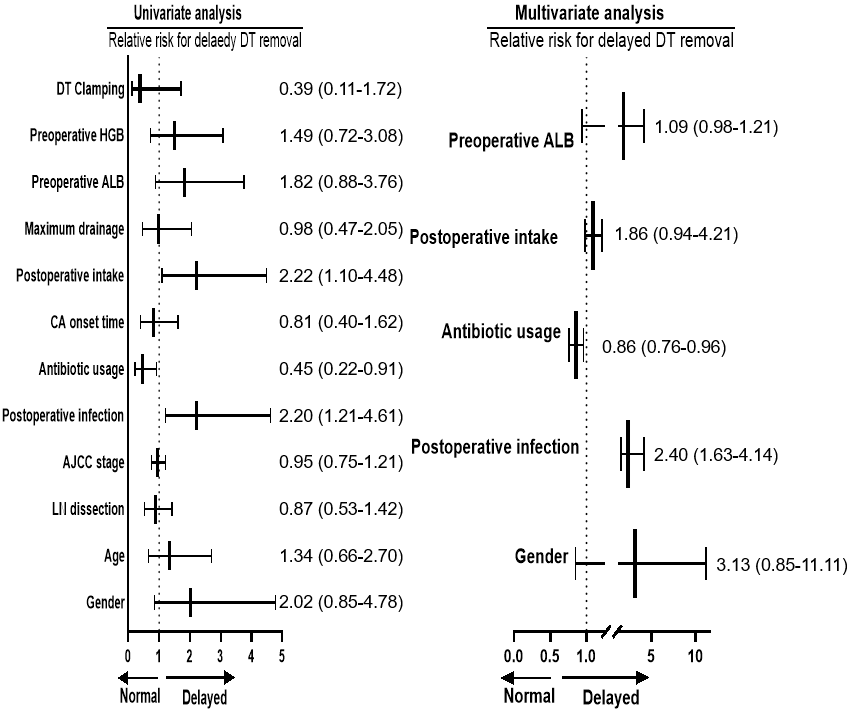 Univariate analysis
Relative risk for delaedy DT removal
DT Clamping 0.39 (0.11-1.72)
Preoperative HGB 1.49 (0.72-3.08)
Preoperative ALB 1.82 (0.88-3.76)
Maximum drainage 0.98 (0.47-2.05)
Postoperative intake 2.22 (1.10-4.48)
CA onset time 0.81 (0.40-1.62)
Antibiotic usage 0.45 (0.22-0.91)
Postoperative infection 2.20 (1.21-4.61)
AJCC stage 0.95 (0.75-1.21)
LII dissection 0.87 (0.53-1.42)
Age 1.34 (0.66-2.70)
Gender 2.02 (0.85-4.78)
0 1 2 3 4 5
Normal Delayed
Multivariate analysis
Relative risk for delayed DT removal
Preoperative ALB 1.09 (0.98-1.21)
Postoperative intake 1.86 (0.94-4.21)
Antibiotic usage 0.86 (0.76-0.96)
Postoperative infection 2.40 (1.63-4.14)
Gender 3.13 (0.85-11.11)
0.0 0.5 1.0 5 10
Normal Delayed